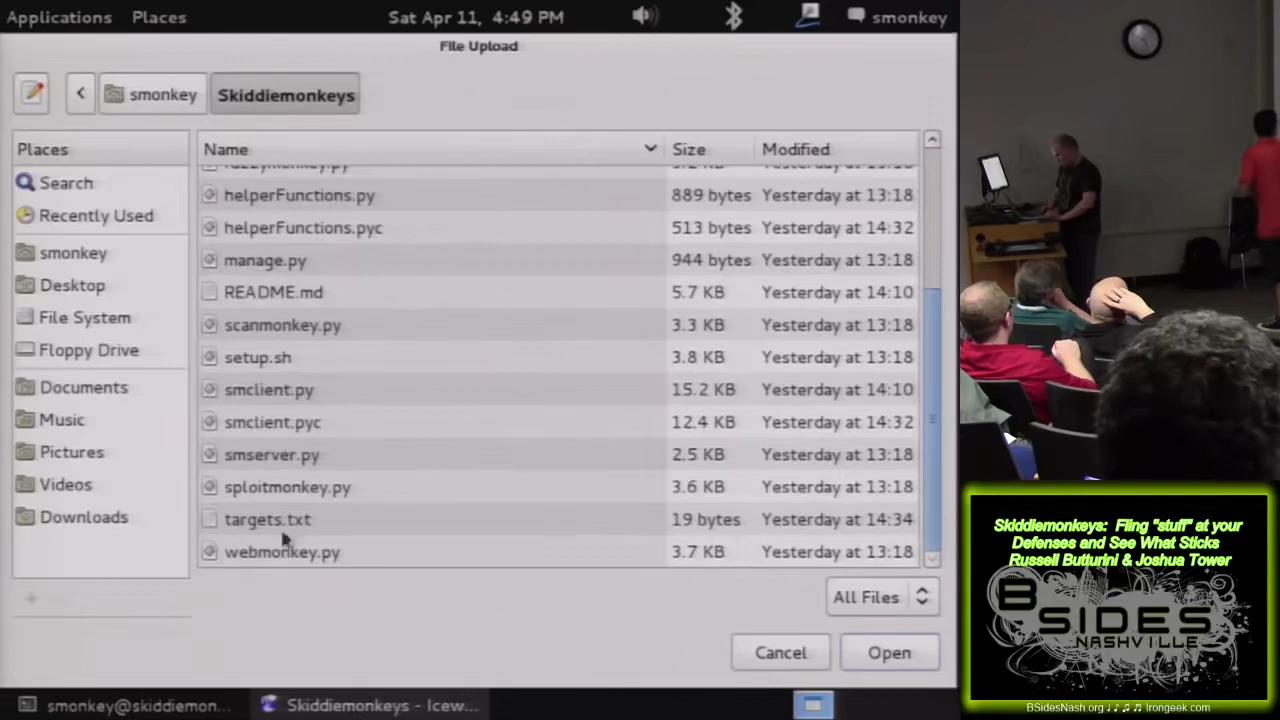 Applications Places Sat Apr 11, 4:49 PM smonkey
File Upload
smonkey Skiddiemonkeys
Places
Search
Recently Used
smonkey
Desktop
File System
Floppy Drive
Documents
Music
Pictures
Videos
Downloads
Name Size Modified
helperFunctions.py 889 bytes Yesterday at 13:18
helperFunctions.pyc 513 bytes Yesterday at 14:32
manage.py 944 bytes Yesterday at 13:18
README.md 5.7 KB Yesterday at 14:10
scanmonkey.py 3.3 KB Yesterday at 13:18
setup.sh 3.8 KB Yesterday at 13:18
smclient.py 15.2 KB Yesterday at 14:10
smclient.pyc 12.4 KB Yesterday at 14:32
smserver.py 2.5 KB Yesterday at 13:18
sploitmonkey.py 3.6 KB Yesterday at 13:18
targets.txt 19 bytes Yesterday at 14:34
webmonkey.py 3.7 KB Yesterday at 13:18
All Files
Cancel Open
smonkey@skiddiemon... Skiddiemonkeys - Icew...
Skiddiemonkeys: Fling "stuff" at your
Defenses and See What Sticks
Russell Butturini & Joshua Tower
BSIDES
NASHVILLE
BSidesNash.org ♩♪♫♬ Irongeek.com